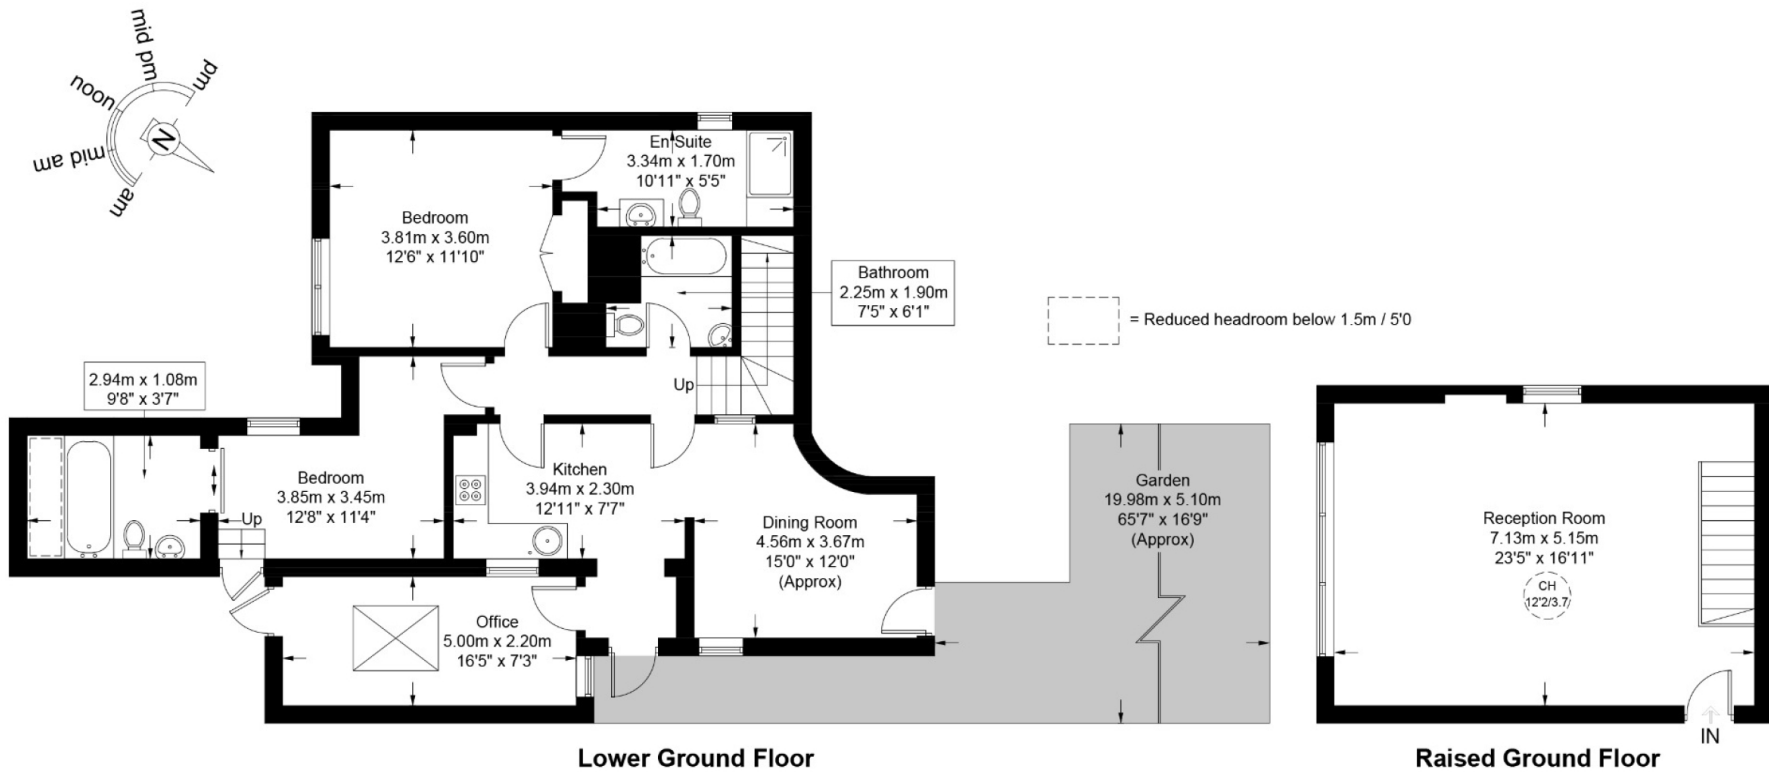 mid pm
pm
noon
mid am
am
N
En Suite
3.34m x 1.70m
10'11" x 5'5"
Bedroom
3.81m x 3.60m
12'6" x 11'10"
Bathroom
2.25m x 1.90m
7'5" x 6'1"
= Reduced headroom below 1.5m / 5'0
2.94m x 1.08m
9'8" x 3'7"
Up
Bedroom
3.85m x 3.45m
12'8" x 11'4"
Up
Kitchen
3.94m x 2.30m
12'11" x 7'7"
Dining Room
4.56m x 3.67m
15'0" x 12'0"
(Approx)
Garden
19.98m x 5.10m
65'7" x 16'9"
(Approx)
Reception Room
7.13m x 5.15m
23'5" x 16'11"
CH
12'2/3.7
Office
5.00m x 2.20m
16'5" x 7'3"
IN
Lower Ground Floor
Raised Ground Floor